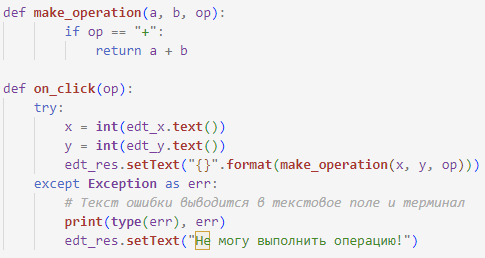 def make_operation(a, b, op):
if op == "+":
return a + b
def on_click(op):
try:
x = int(edt_x.text())
y = int(edt_y.text())
edt_res.setText("{}".format(make_operation(x, y, op)))
except Exception as err:
# Текст ошибки выводится в текстовое поле и терминал
print(type(err), err)
edt_res.setText("Не могу выполнить операцию!")